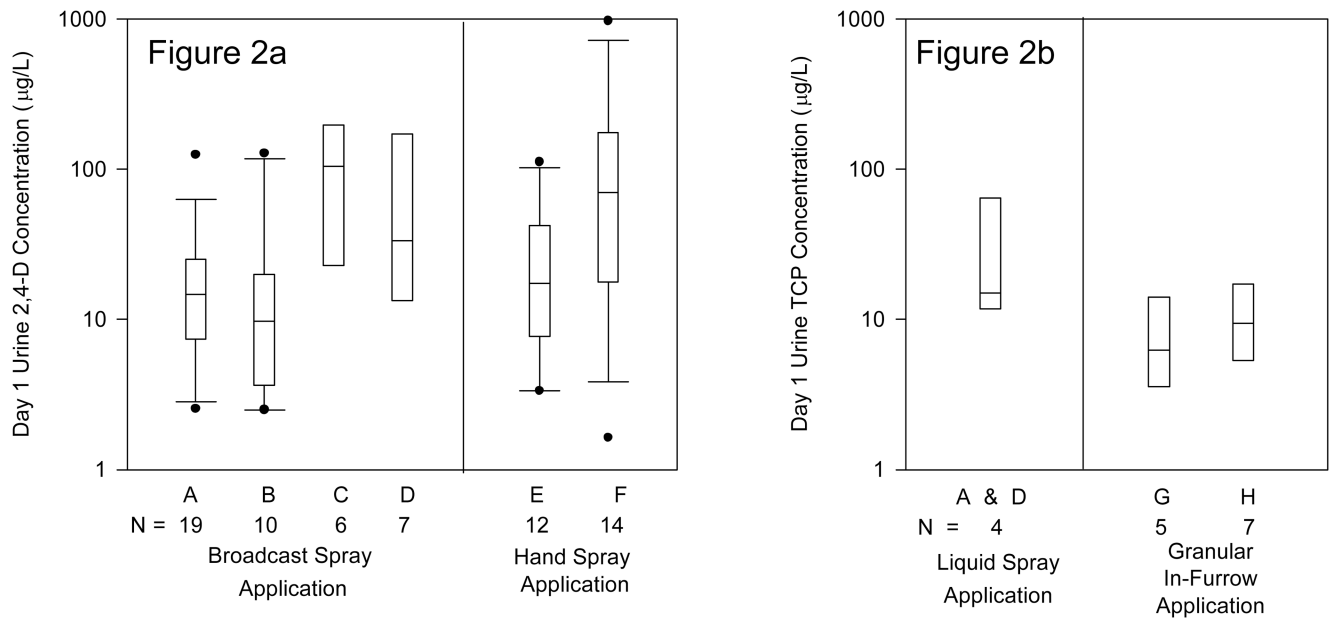 Figure 2a
Day 1 Urine 2,4-D Concentration (µg/L)
1000
100
10
1
A B C D E F
N = 19 10 6 7 12 14
Broadcast Spray
Application
Hand Spray
Application
Figure 2b
Day 1 Urine TCP Concentration (µg/L)
1000
100
10
1
A & D G H
N = 4 5 7
Liquid Spray
Application
Granular
In-Furrow
Application